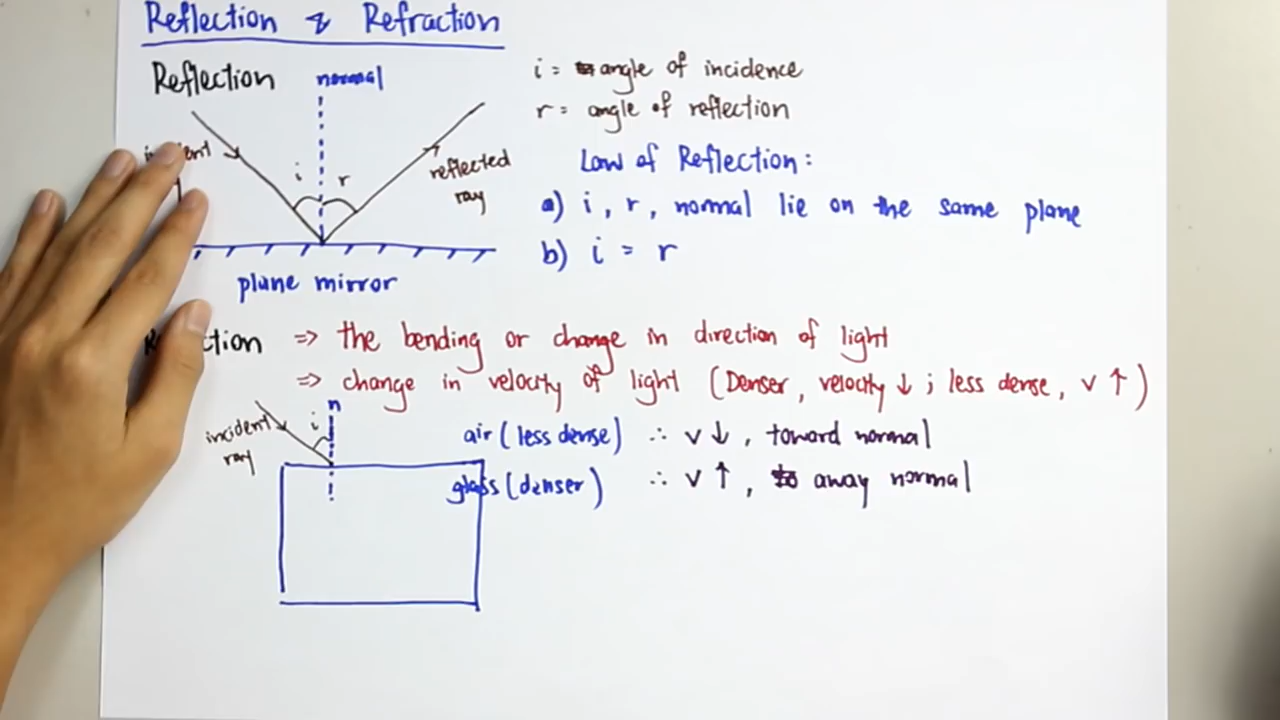 Reflection & Refraction
Reflection
normal
i = angle of incidence
r = angle of reflection
i
r
reflected
ray
Law of Reflection:
a) i, r, normal lie on the same plane
b) i = r
plane mirror
=> the bending or change in direction of light
=> change in velocity of light (Denser, velocity ↓ ; less dense, v ↑)
n
incident
ray
i
air (less dense) ∴ v ↓, toward normal
glass (denser) ∴ v ↑, away normal